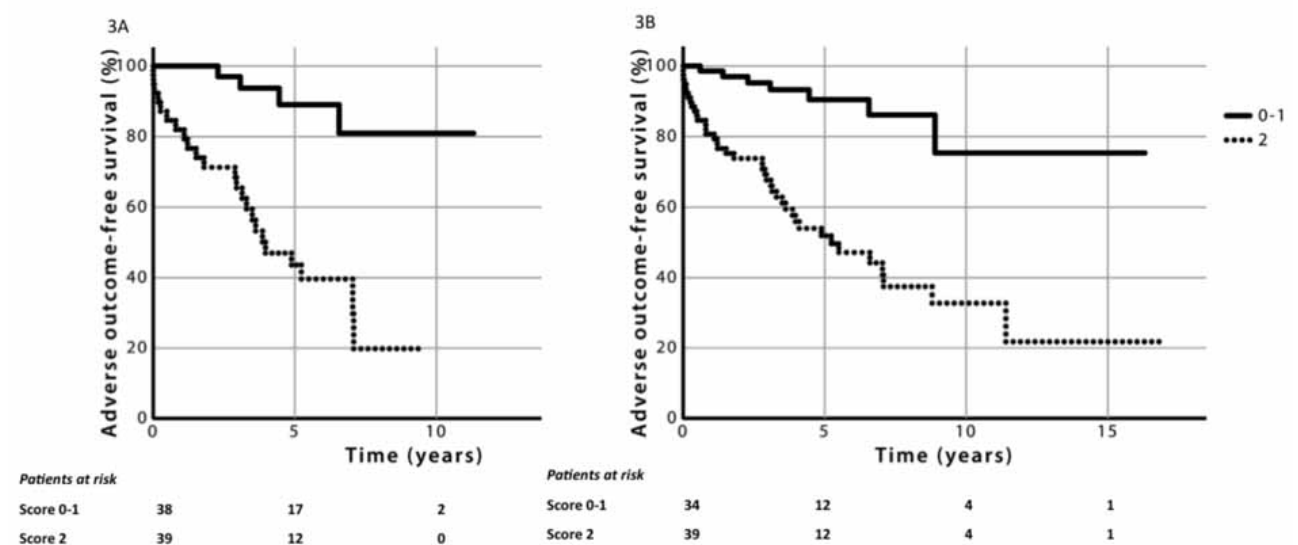 3A
Adverse outcome-free survival (%)
100
80
60
40
20
0
0 5 10
Time (years)
Patients at risk
Score 0-1 38 17 2
Score 2 39 12 0
3B
Adverse outcome-free survival (%)
100
80
60
40
20
0
0 5 10 15
Time (years)
0-1
2
Patients at risk
Score 0-1 34 12 4 1
Score 2 39 12 4 1